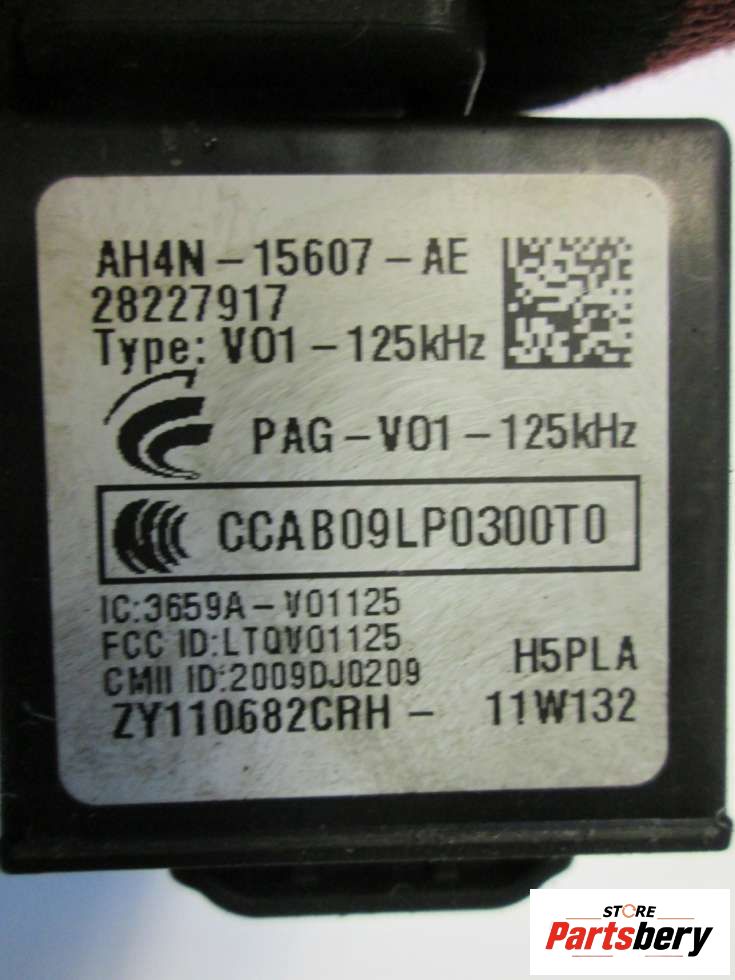 AH4N-15607-AE
28227917
Type: V01-125kHz
PAG-V01-125kHz
CCAB09LP0300T0
IC:3659A-V01125
FCC ID:LTQV01125
CMII ID:2009DJ0209
H5PLA
ZY110682CRH- 11W132
STORE
Partsbery